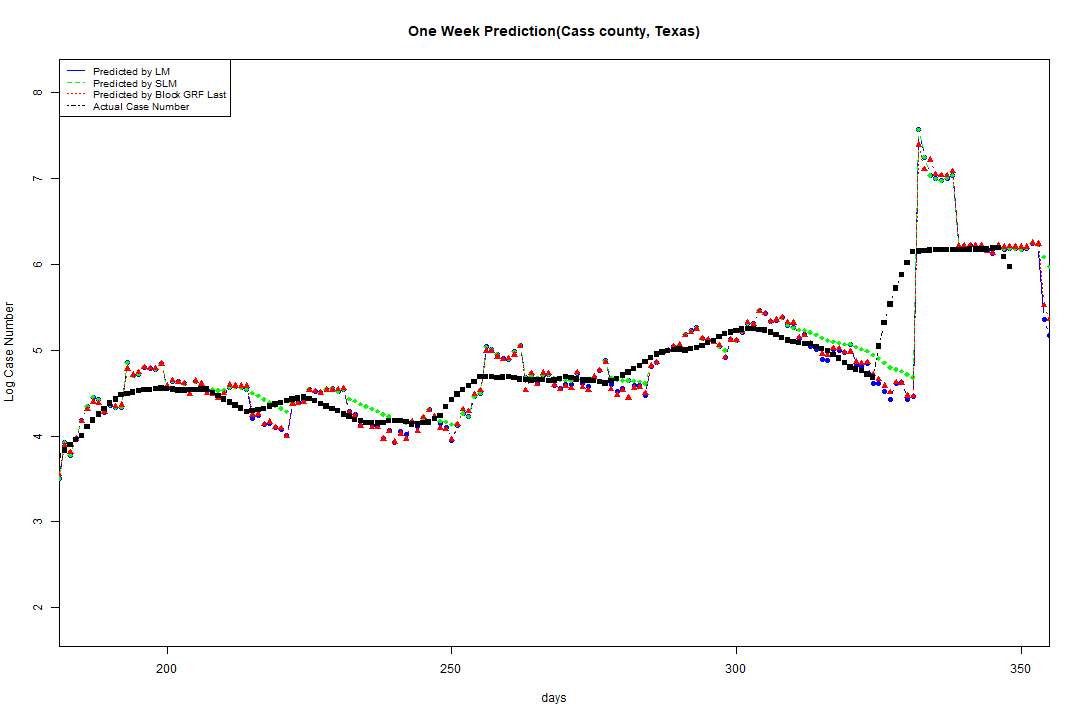 One Week Prediction(Cass county, Texas)
Predicted by LM
Predicted by SLM
Predicted by Block GRF Last
Actual Case Number
8
7
6
5
4
3
2
Log Case Number
200 250 300 350
days